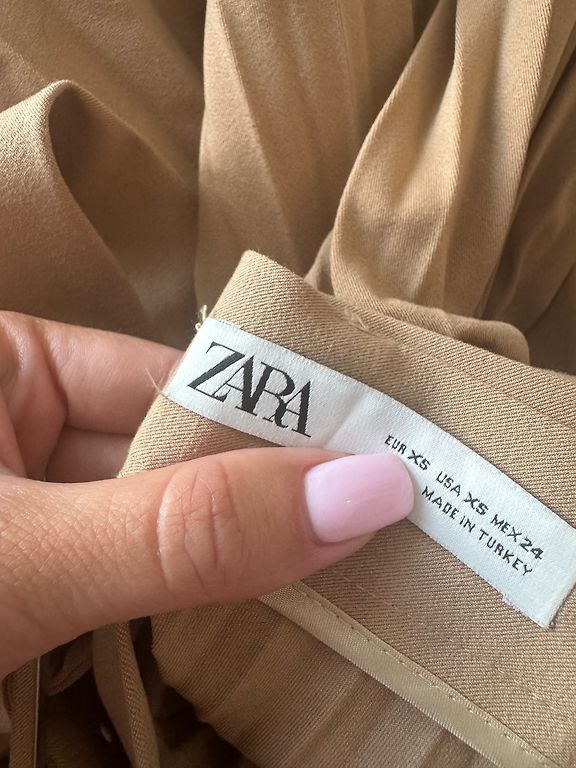 ZARA
EUR XS USA XS MEX 24
MADE IN TURKEY